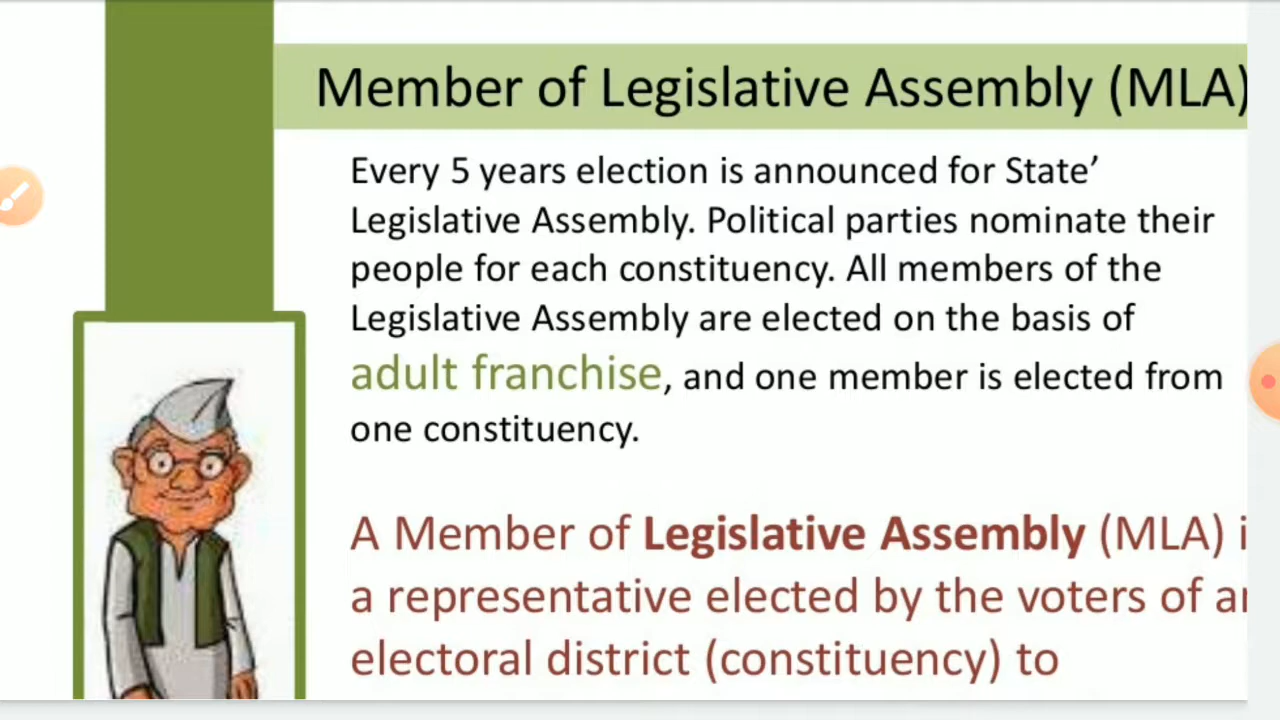 Member of Legislative Assembly (MLA)
Every 5 years election is announced for State’
Legislative Assembly. Political parties nominate their
people for each constituency. All members of the
Legislative Assembly are elected on the basis of
adult franchise, and one member is elected from
one constituency.
A Member of Legislative Assembly (MLA) i
a representative elected by the voters of an
electoral district (constituency) to